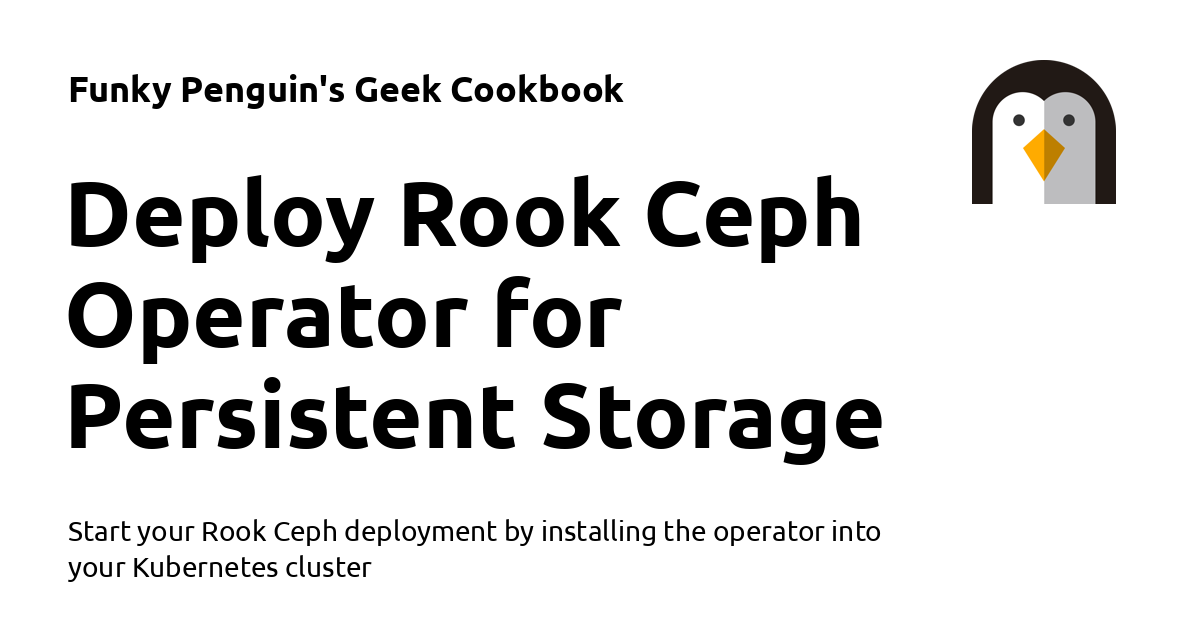 Funky Penguin's Geek Cookbook
Deploy Rook Ceph
Operator for
Persistent Storage
Start your Rook Ceph deployment by installing the operator into
your Kubernetes cluster